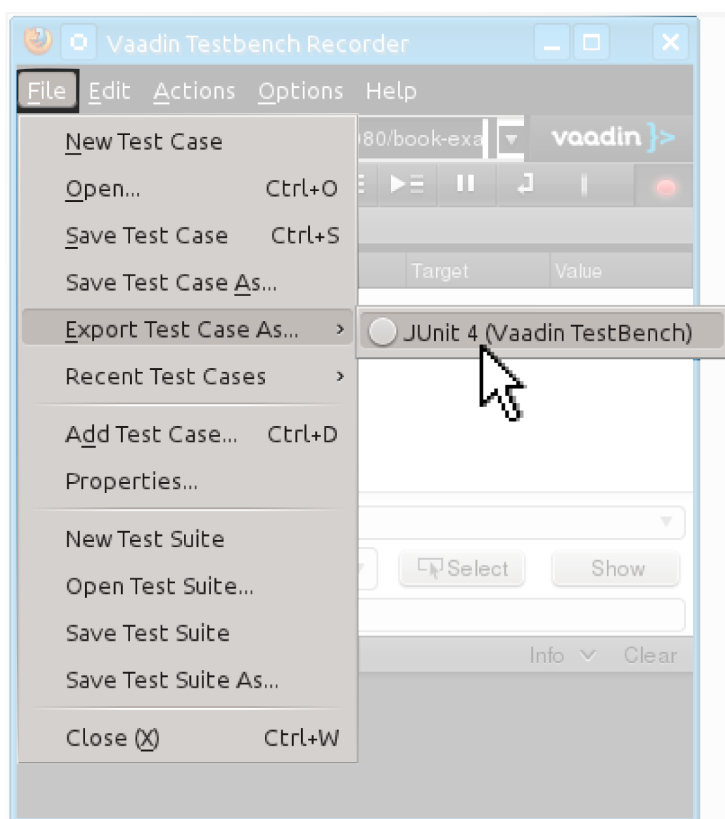 Vaadin Testbench Recorder
File Edit Actions Options Help
New Test Case 080/book-exa vaadin }>
Open... Ctrl+O
Save Test Case Ctrl+S
Save Test Case As... Target Value
Export Test Case As... > JUnit 4 (Vaadin TestBench)
Recent Test Cases >
Add Test Case... Ctrl+D
Properties...
New Test Suite
Open Test Suite... Select Show
Save Test Suite
Save Test Suite As... Info Clear
Close (X) Ctrl+W